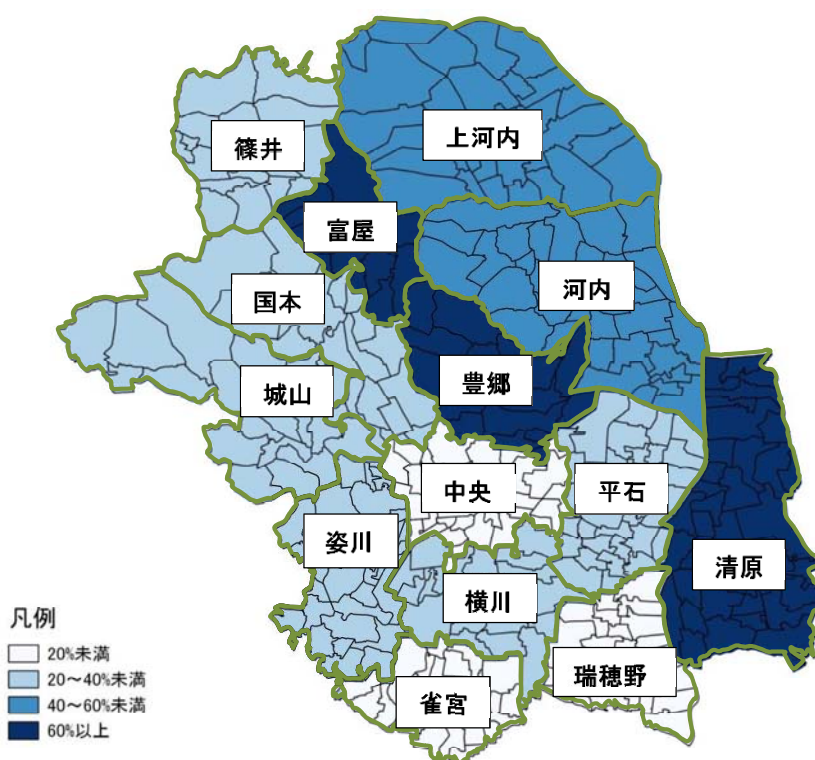 上河内
篠井
富屋
河内
国本
豊郷
城山
中央
平石
姿川
清原
横川
瑞穂野
雀宮
凡例
20%未満
20～40%未満
40～60%未満
60%以上